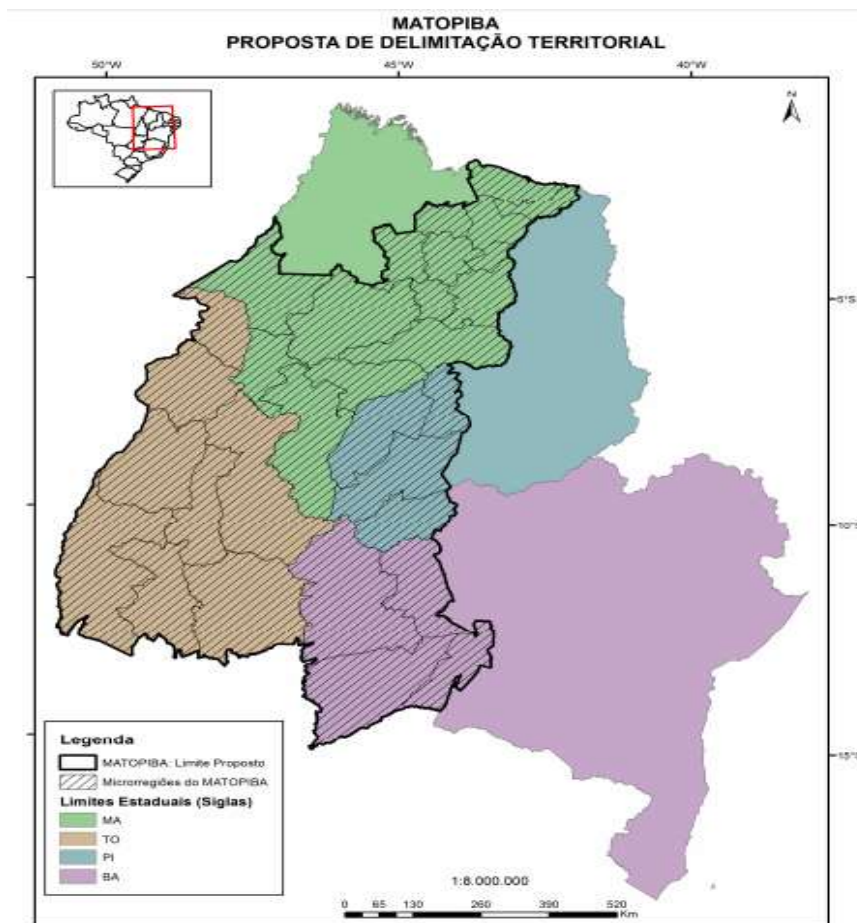 MATOPIBA
PROPOSTA DE DELIMITAÇÃO TERRITORIAL
50°W
45°W
40°W
N
5°S
10°S
15°S
Legenda
MATOPIBA: Limite Proposto
Microrregiões do MATOPIBA
Limites Estaduais (Siglas)
MA
TO
PI
BA
1:8.000.000
0 65 130 260 390 520
Km